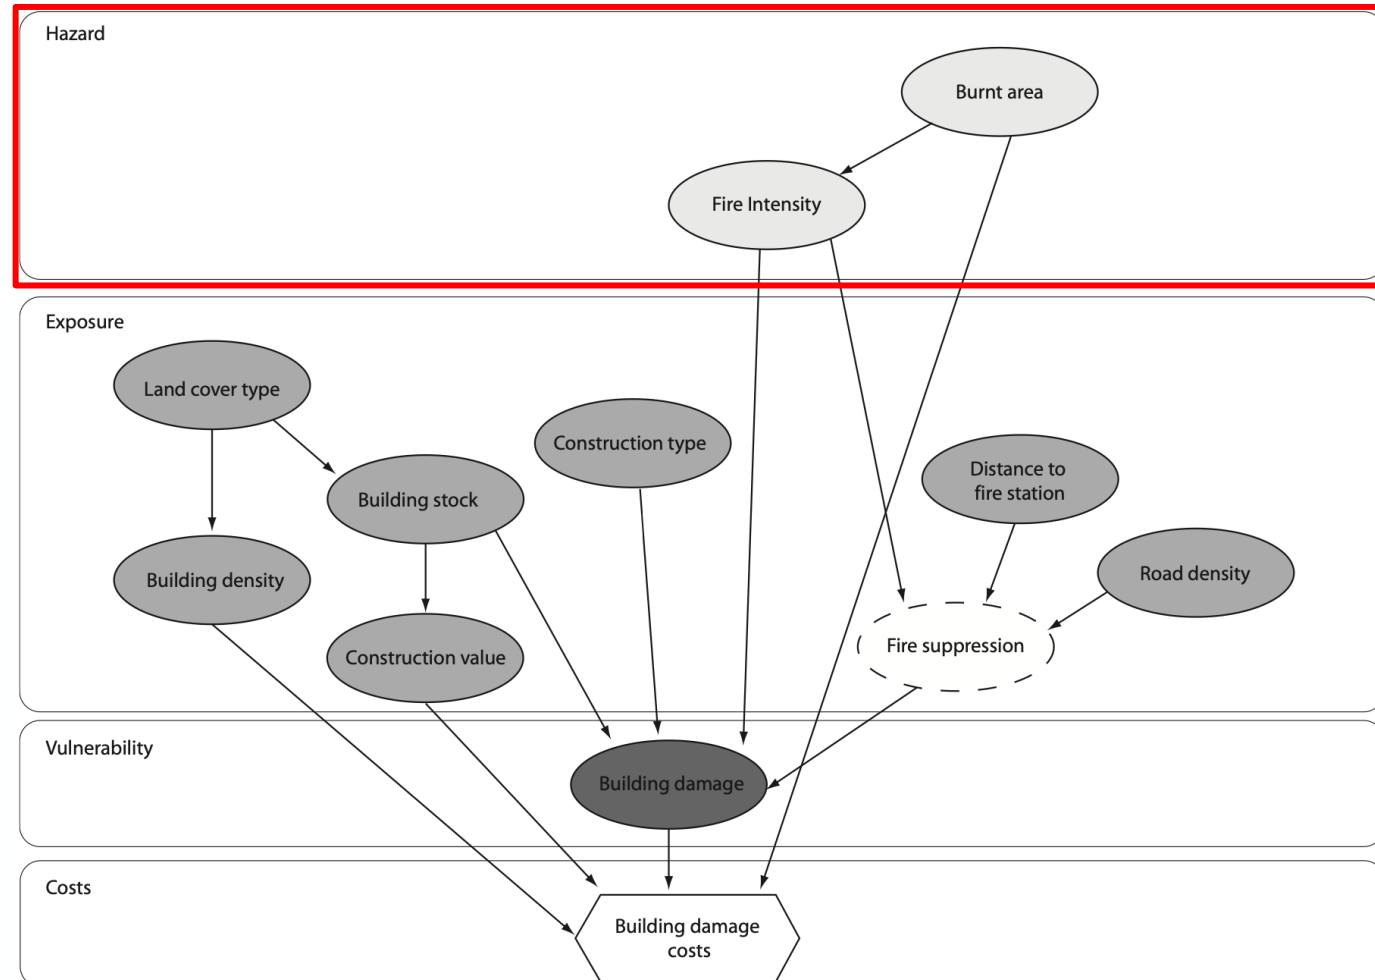 Hazard
Burnt area
Fire Intensity
Exposure
Land cover type
Construction type
Distance to
fire station
Building stock
Road density
Building density
Fire suppression
Construction value
Vulnerability
Building damage
Costs
Building damage
costs